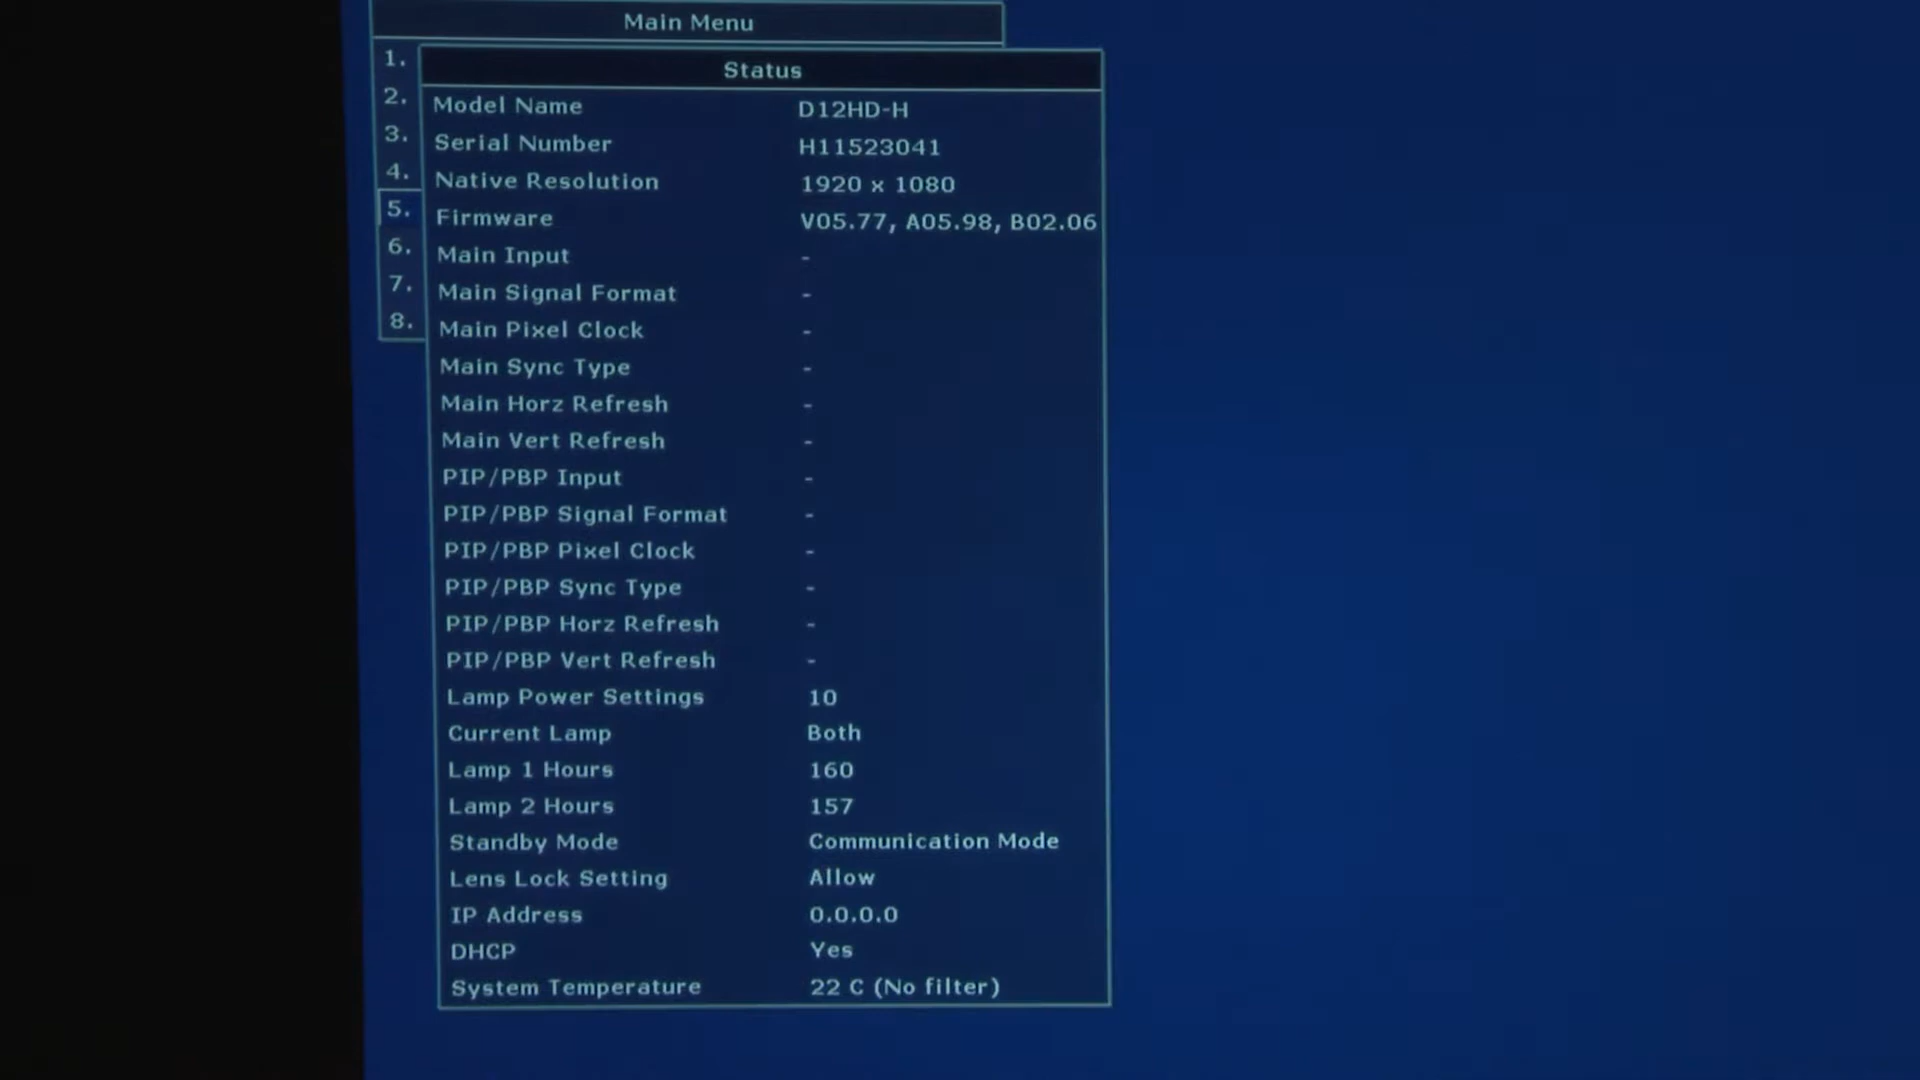 Main Menu
1.
2.
3.
4.
5.
6.
7.
8.
Status
Model Name D12HD-H
Serial Number H11523041
Native Resolution 1920 x 1080
Firmware V05.77, A05.98, B02.06
Main Input -
Main Signal Format -
Main Pixel Clock -
Main Sync Type -
Main Horz Refresh -
Main Vert Refresh -
PIP/PBP Input -
PIP/PBP Signal Format -
PIP/PBP Pixel Clock -
PIP/PBP Sync Type -
PIP/PBP Horz Refresh -
PIP/PBP Vert Refresh -
Lamp Power Settings 10
Current Lamp Both
Lamp 1 Hours 160
Lamp 2 Hours 157
Standby Mode Communication Mode
Lens Lock Setting Allow
IP Address 0.0.0.0
DHCP Yes
System Temperature 22 C (No filter)